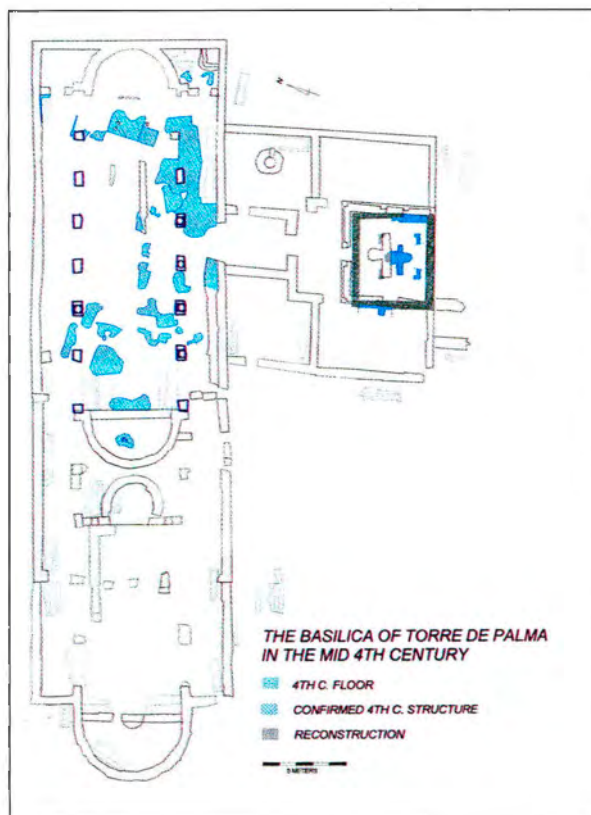 N
THE BASILICA OF TORRE DE PALMA
IN THE MID 4TH CENTURY
4TH C. FLOOR
CONFIRMED 4TH C. STRUCTURE
RECONSTRUCTION
5 METERS